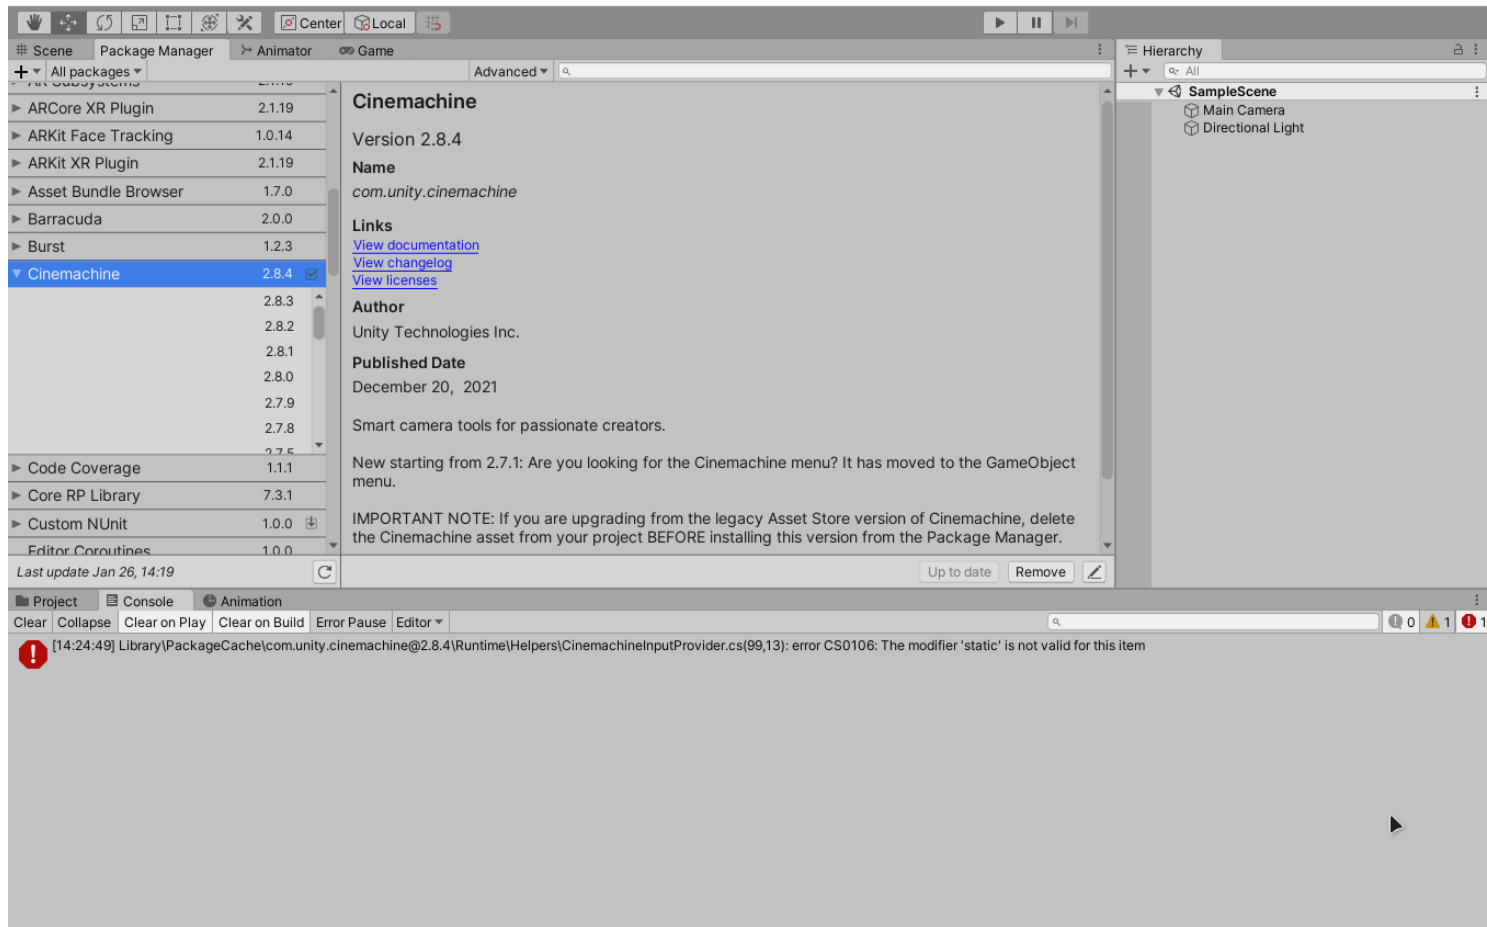 Center Local
Scene Package Manager Animator Game
All packages Advanced
AR Subsystems
ARCore XR Plugin 2.1.19
ARKit Face Tracking 1.0.14
ARKit XR Plugin 2.1.19
Asset Bundle Browser 1.7.0
Barracuda 2.0.0
Burst 1.2.3
Cinemachine 2.8.4
2.8.3
2.8.2
2.8.1
2.8.0
2.7.9
2.7.8
2.7.5
Code Coverage 1.1.1
Core RP Library 7.3.1
Custom NUnit 1.0.0
Editor Coroutines 1.0.0
Last update Jan 26, 14:19
Cinemachine
Version 2.8.4
Name
com.unity.cinemachine
Links
View documentation
View changelog
View licenses
Author
Unity Technologies Inc.
Published Date
December 20, 2021
Smart camera tools for passionate creators.
New starting from 2.7.1: Are you looking for the Cinemachine menu? It has moved to the GameObject
menu.
IMPORTANT NOTE: If you are upgrading from the legacy Asset Store version of Cinemachine, delete
the Cinemachine asset from your project BEFORE installing this version from the Package Manager.
Up to date Remove
Hierarchy
All
SampleScene
Main Camera
Directional Light
Project Console Animation
Clear Collapse Clear on Play Clear on Build Error Pause Editor 0 1 1
[14:24:49] Library\PackageCache\com.unity.cinemachine@2.8.4\Runtime\Helpers\CinemachineInputProvider.cs(99,13): error CS0106: The modifier 'static' is not valid for this item